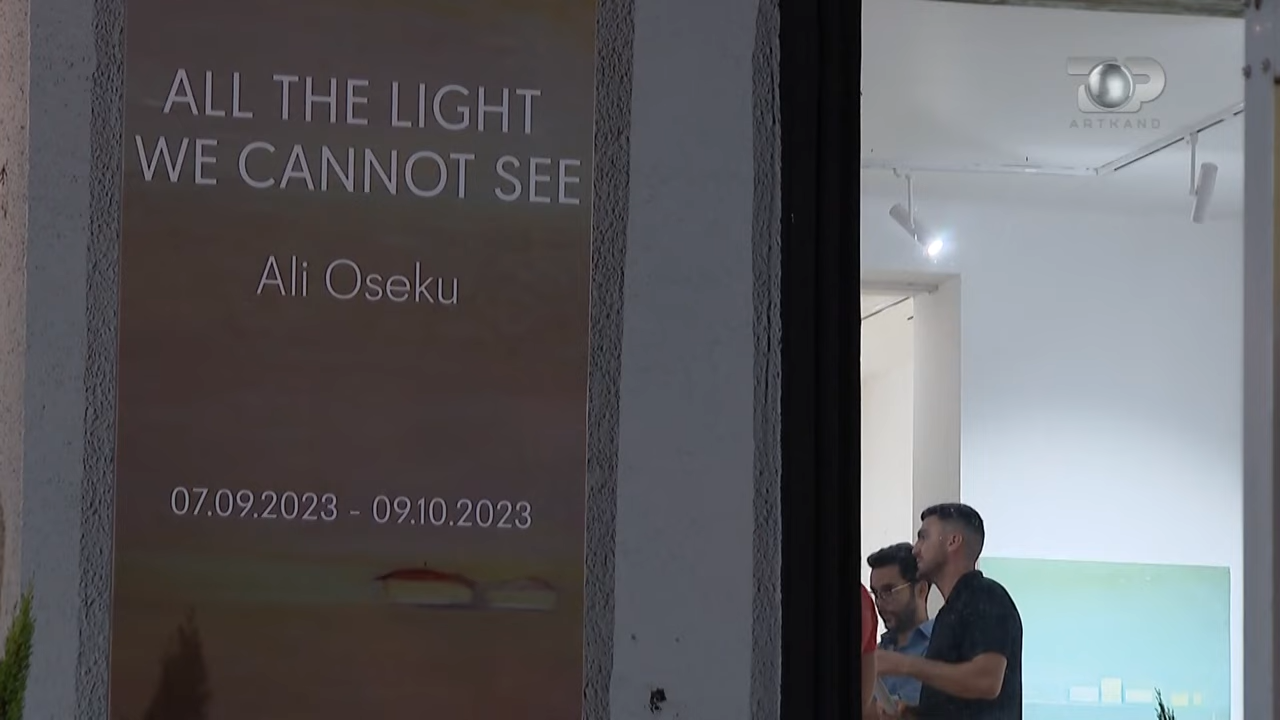 ALL THE LIGHT
WE CANNOT SEE
Ali Oseku
07.09.2023 - 09.10.2023
TOP
ARTKAND